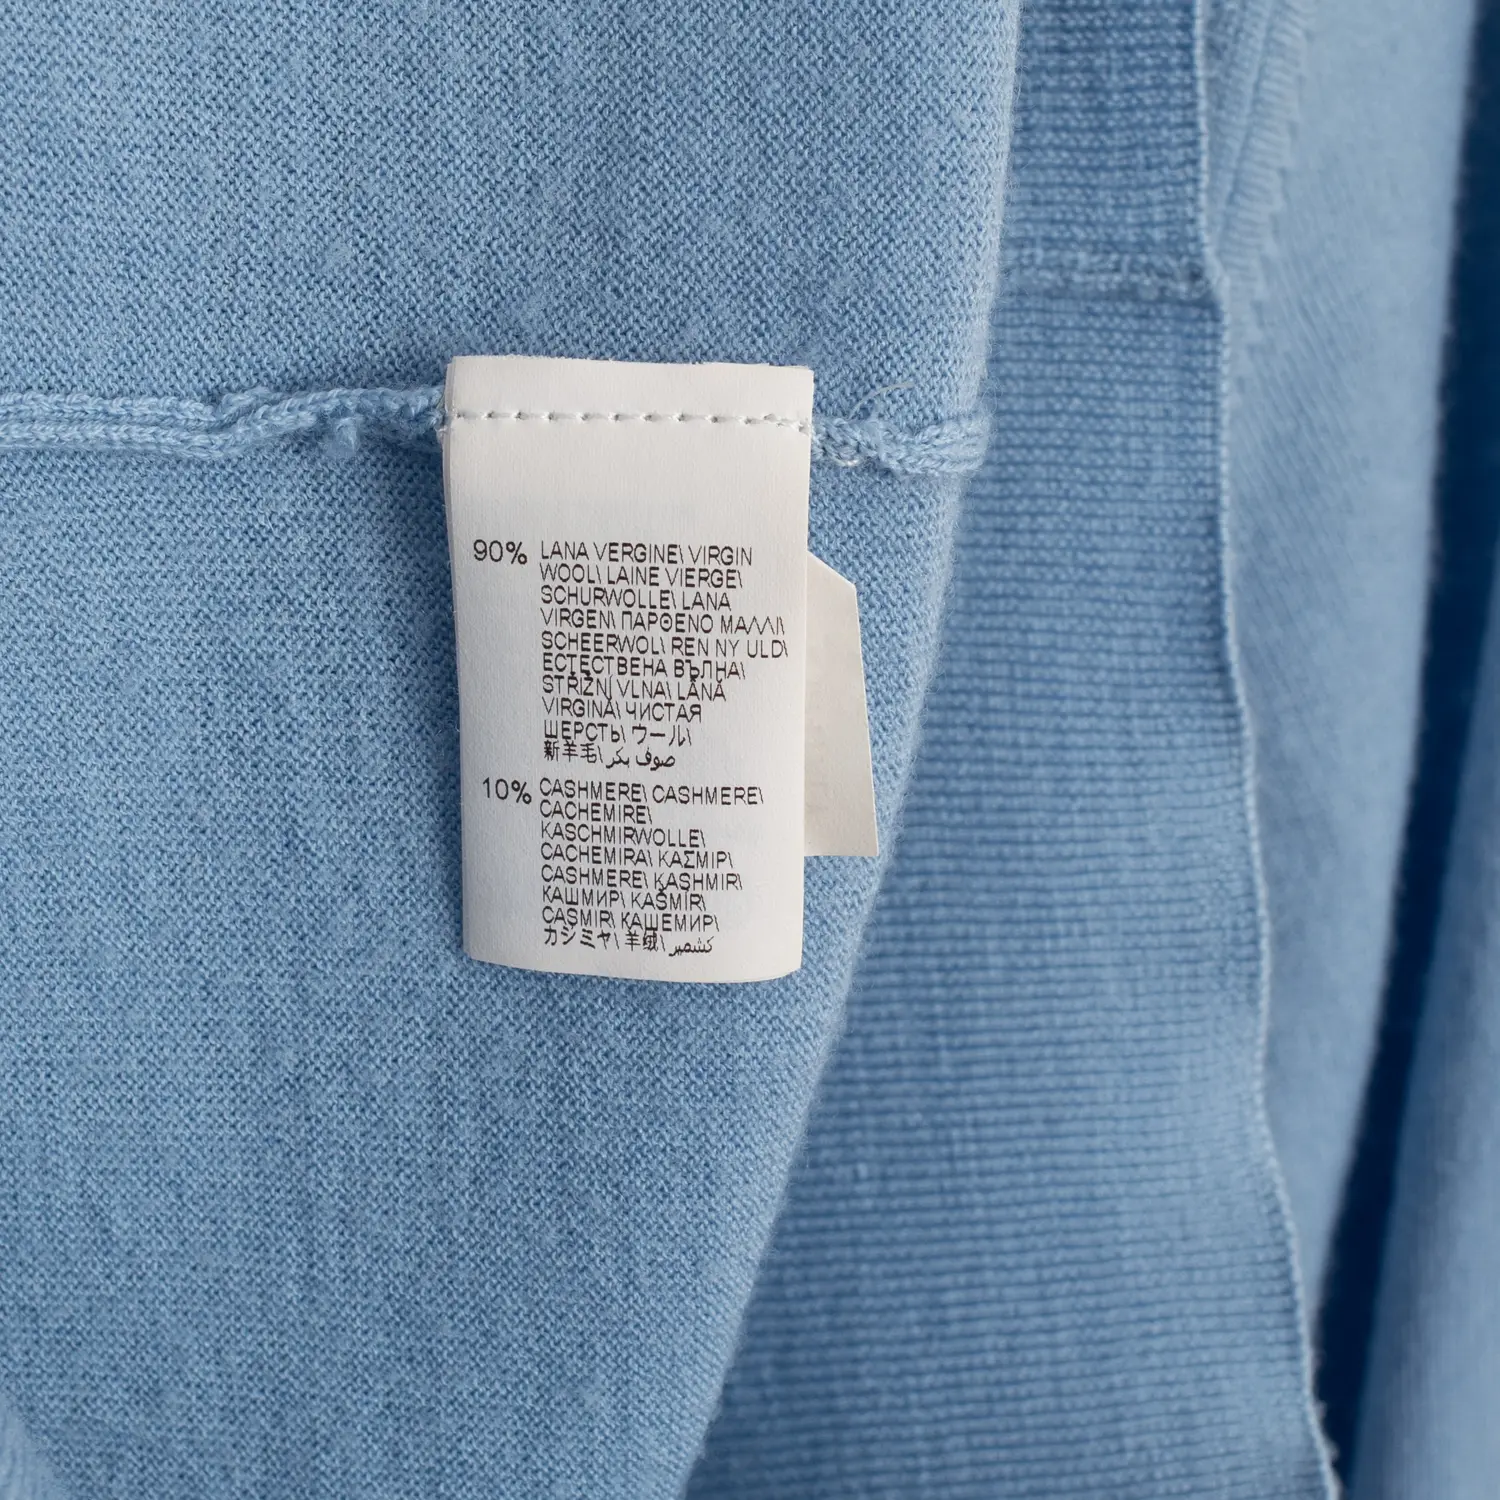 90% LANA VERGINE\ VIRGIN
WOOL\ LAINE VIERGE\
SCHURWOLLE\ LANA
VIRGEN\ ΠΑΡΘΕΝΟ ΜΑΛΛΙ\
SCHEERWOL\ REN NY ULD\
ЕСТЕСТВЕНА ВЪЛНА\
STŘIŽNÍ VLNA\ LÂNĂ
VIRGINĂ\ ЧИСТАЯ
ШЕРСТЬ\ ウール\
新羊毛\ صوف بكر
10% CASHMERE\ CASHMERE\
CACHEMIRE\
KASCHMIRWOLLE\
CACHEMIRA\ ΚΑΣΜΙΡ\
CASHMERE\ KASHMIR\
КАШМИР\ KAŠMÍR\
CAȘMIR\ КАШЕМИР\
カシミヤ\ 羊绒\ كشمير